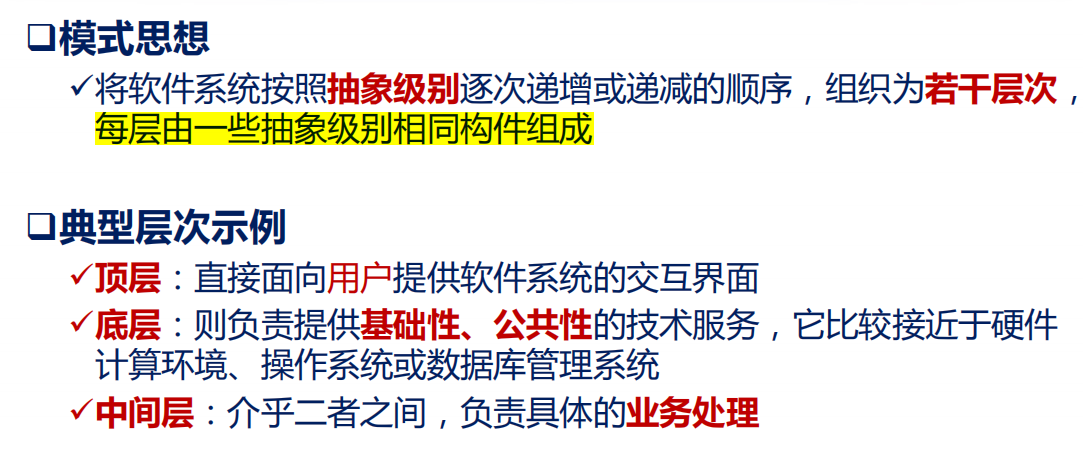 ❑模式思想
✓将软件系统按照抽象级别逐次递增或递减的顺序，组织为若干层次，
每层由一些抽象级别相同构件组成
❑典型层次示例
✓顶层：直接面向用户提供软件系统的交互界面
✓底层：则负责提供基础性、公共性的技术服务，它比较接近于硬件
计算环境、操作系统或数据库管理系统
✓中间层：介乎二者之间，负责具体的业务处理